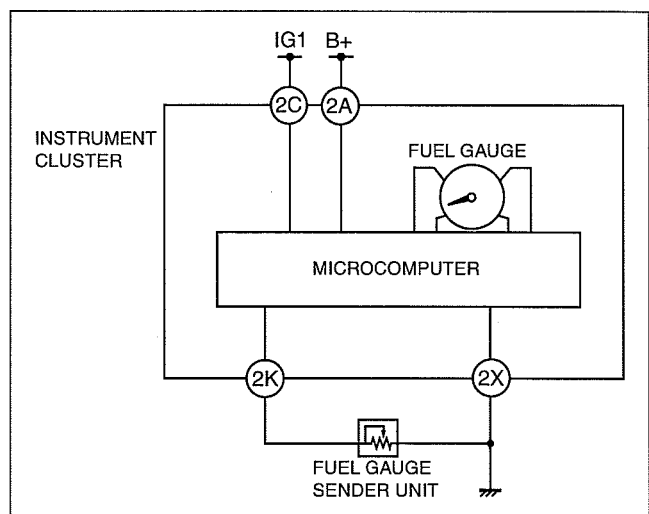 IG1 B+
2C 2A
INSTRUMENT
CLUSTER
FUEL GAUGE
MICROCOMPUTER
2K 2X
FUEL GAUGE
SENDER UNIT